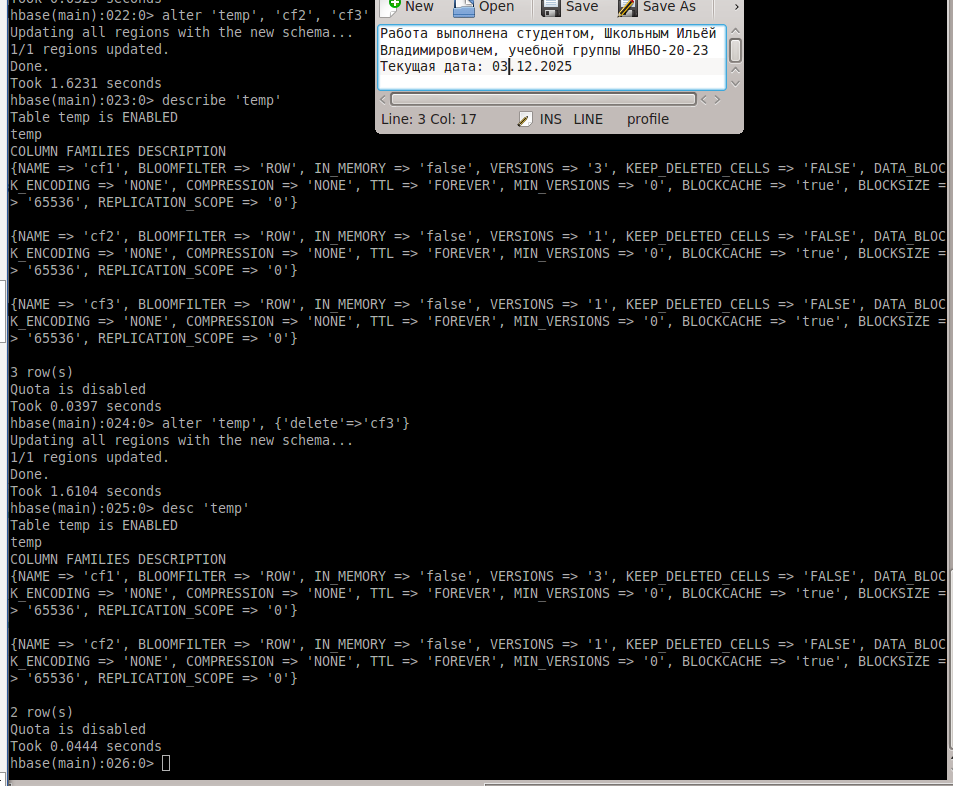 Took 0.0325 seconds
hbase(main):022:0> alter 'temp', 'cf2', 'cf3'
Updating all regions with the new schema...
1/1 regions updated.
Done.
Took 1.6231 seconds
hbase(main):023:0> describe 'temp'
Table temp is ENABLED
temp
COLUMN FAMILIES DESCRIPTION
{NAME => 'cf1', BLOOMFILTER => 'ROW', IN_MEMORY => 'false', VERSIONS => '3', KEEP_DELETED_CELLS => 'FALSE', DATA_BLOC
K_ENCODING => 'NONE', COMPRESSION => 'NONE', TTL => 'FOREVER', MIN_VERSIONS => '0', BLOCKCACHE => 'true', BLOCKSIZE =
> '65536', REPLICATION_SCOPE => '0'}
{NAME => 'cf2', BLOOMFILTER => 'ROW', IN_MEMORY => 'false', VERSIONS => '1', KEEP_DELETED_CELLS => 'FALSE', DATA_BLOC
K_ENCODING => 'NONE', COMPRESSION => 'NONE', TTL => 'FOREVER', MIN_VERSIONS => '0', BLOCKCACHE => 'true', BLOCKSIZE =
> '65536', REPLICATION_SCOPE => '0'}
{NAME => 'cf3', BLOOMFILTER => 'ROW', IN_MEMORY => 'false', VERSIONS => '1', KEEP_DELETED_CELLS => 'FALSE', DATA_BLOC
K_ENCODING => 'NONE', COMPRESSION => 'NONE', TTL => 'FOREVER', MIN_VERSIONS => '0', BLOCKCACHE => 'true', BLOCKSIZE =
> '65536', REPLICATION_SCOPE => '0'}
3 row(s)
Quota is disabled
Took 0.0397 seconds
hbase(main):024:0> alter 'temp', {'delete'=>'cf3'}
Updating all regions with the new schema...
1/1 regions updated.
Done.
Took 1.6104 seconds
hbase(main):025:0> desc 'temp'
Table temp is ENABLED
temp
COLUMN FAMILIES DESCRIPTION
{NAME => 'cf1', BLOOMFILTER => 'ROW', IN_MEMORY => 'false', VERSIONS => '3', KEEP_DELETED_CELLS => 'FALSE', DATA_BLOC
K_ENCODING => 'NONE', COMPRESSION => 'NONE', TTL => 'FOREVER', MIN_VERSIONS => '0', BLOCKCACHE => 'true', BLOCKSIZE =
> '65536', REPLICATION_SCOPE => '0'}
{NAME => 'cf2', BLOOMFILTER => 'ROW', IN_MEMORY => 'false', VERSIONS => '1', KEEP_DELETED_CELLS => 'FALSE', DATA_BLOC
K_ENCODING => 'NONE', COMPRESSION => 'NONE', TTL => 'FOREVER', MIN_VERSIONS => '0', BLOCKCACHE => 'true', BLOCKSIZE =
> '65536', REPLICATION_SCOPE => '0'}
2 row(s)
Quota is disabled
Took 0.0444 seconds
hbase(main):026:0>
New Open Save Save As
Работа выполнена студентом, Школьным Ильёй
Владимировичем, учебной группы ИНБО-20-23
Текущая дата: 03.12.2025
Line: 3 Col: 17 INS LINE profile